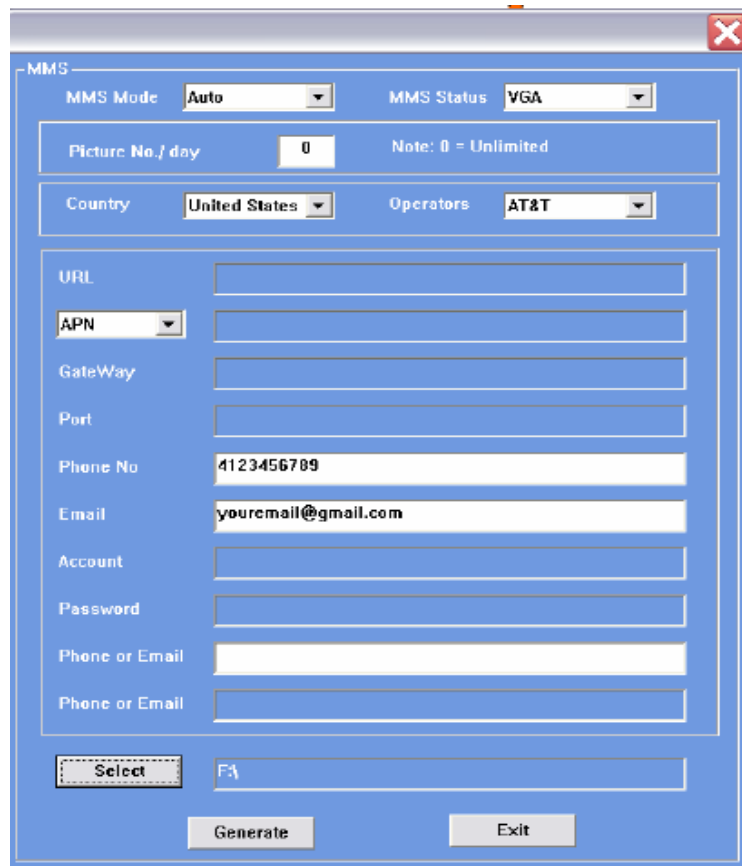 MMS
MMS Mode Auto MMS Status VGA
Picture No./ day 0 Note: 0 = Unlimited
Country United States Operators AT&T
URL
APN
GateWay
Port
Phone No 4123456789
Email youremail@gmail.com
Account
Password
Phone or Email
Phone or Email
Select F:\
Generate Exit